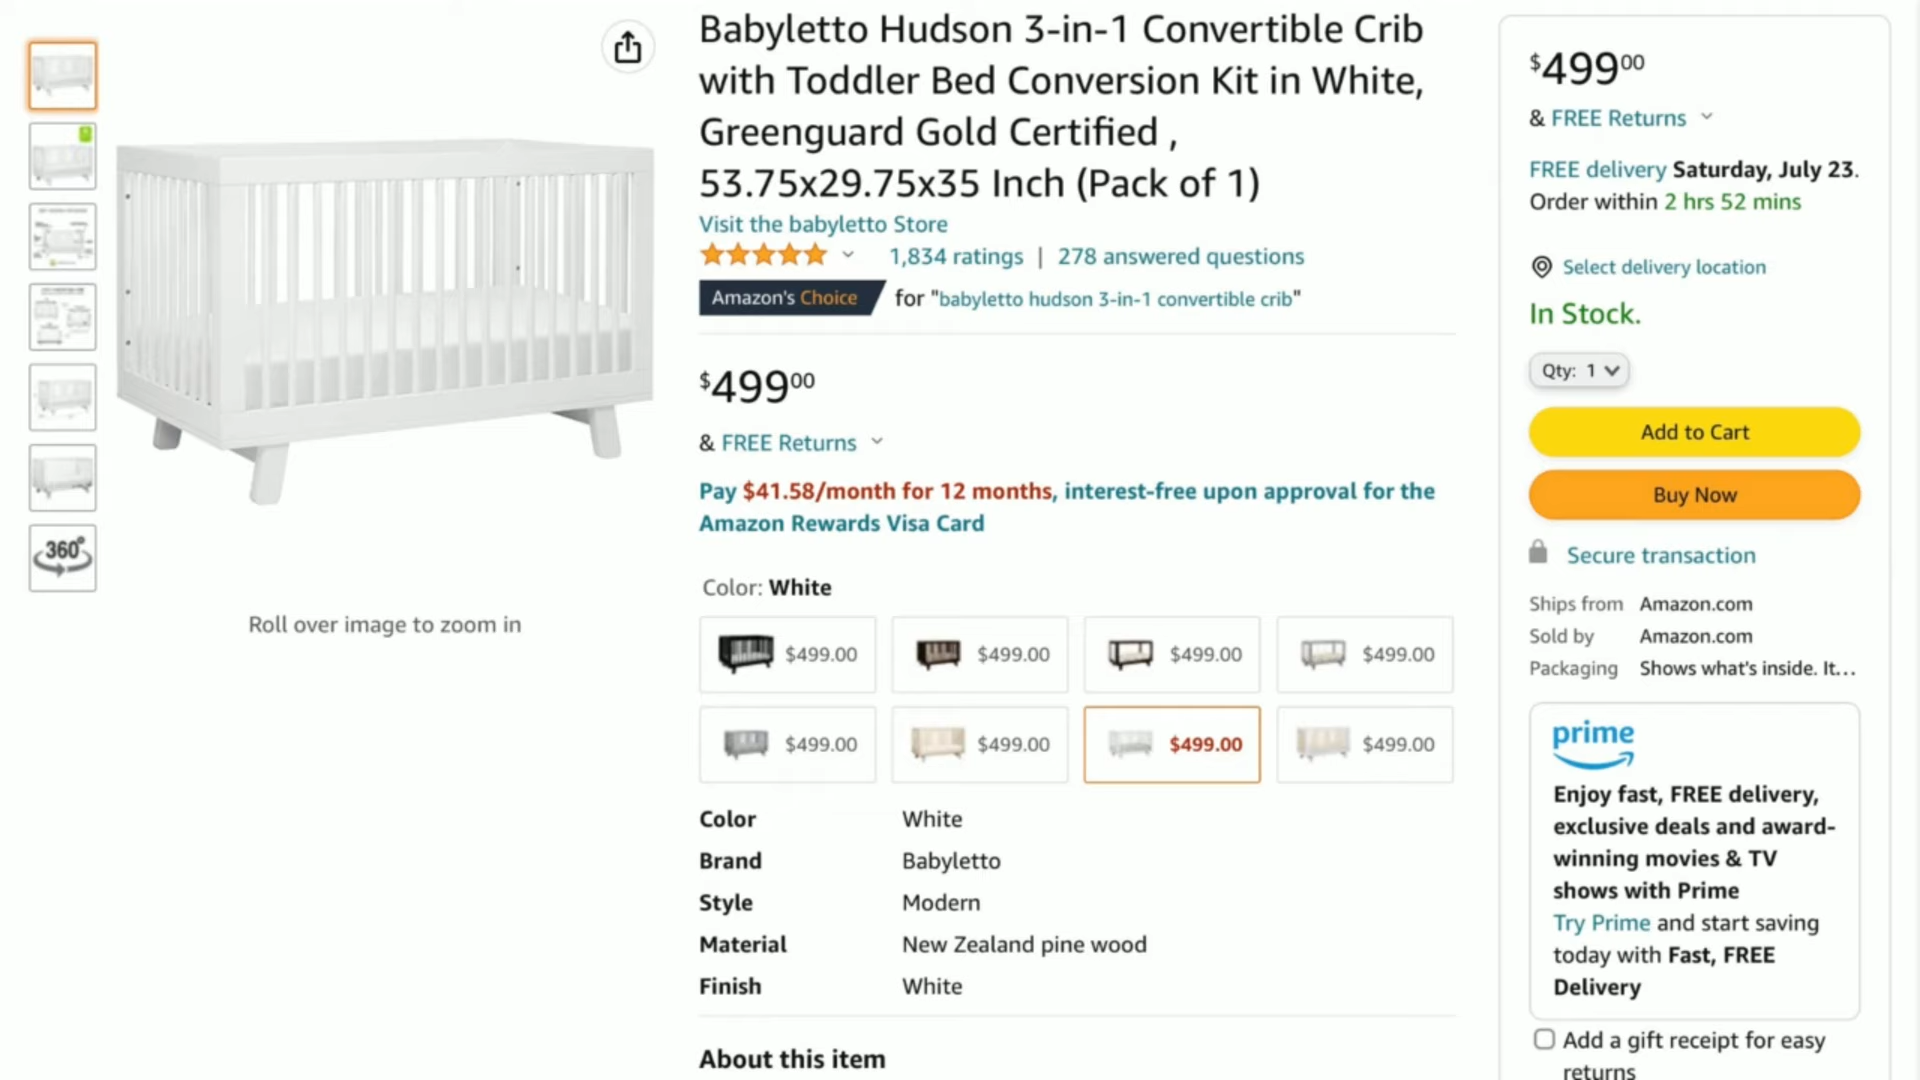 Babyletto Hudson 3-in-1 Convertible Crib
with Toddler Bed Conversion Kit in White,
Greenguard Gold Certified ,
53.75x29.75x35 Inch (Pack of 1)
Visit the babyletto Store
1,834 ratings | 278 answered questions
Amazon's Choice for "babyletto hudson 3-in-1 convertible crib"
$499 00
& FREE Returns
Pay $41.58/month for 12 months, interest-free upon approval for the
Amazon Rewards Visa Card
Color: White
$499.00 $499.00 $499.00 $499.00
$499.00 $499.00 $499.00 $499.00
Color White
Brand Babyletto
Style Modern
Material New Zealand pine wood
Finish White
About this item
360°
Roll over image to zoom in
$499 00
& FREE Returns
FREE delivery Saturday, July 23.
Order within 2 hrs 52 mins
Select delivery location
In Stock.
Qty: 1
Add to Cart
Buy Now
Secure transaction
Ships from Amazon.com
Sold by Amazon.com
Packaging Shows what's inside. It...
prime
Enjoy fast, FREE delivery,
exclusive deals and award-
winning movies & TV
shows with Prime
Try Prime and start saving
today with Fast, FREE
Delivery
Add a gift receipt for easy
returns